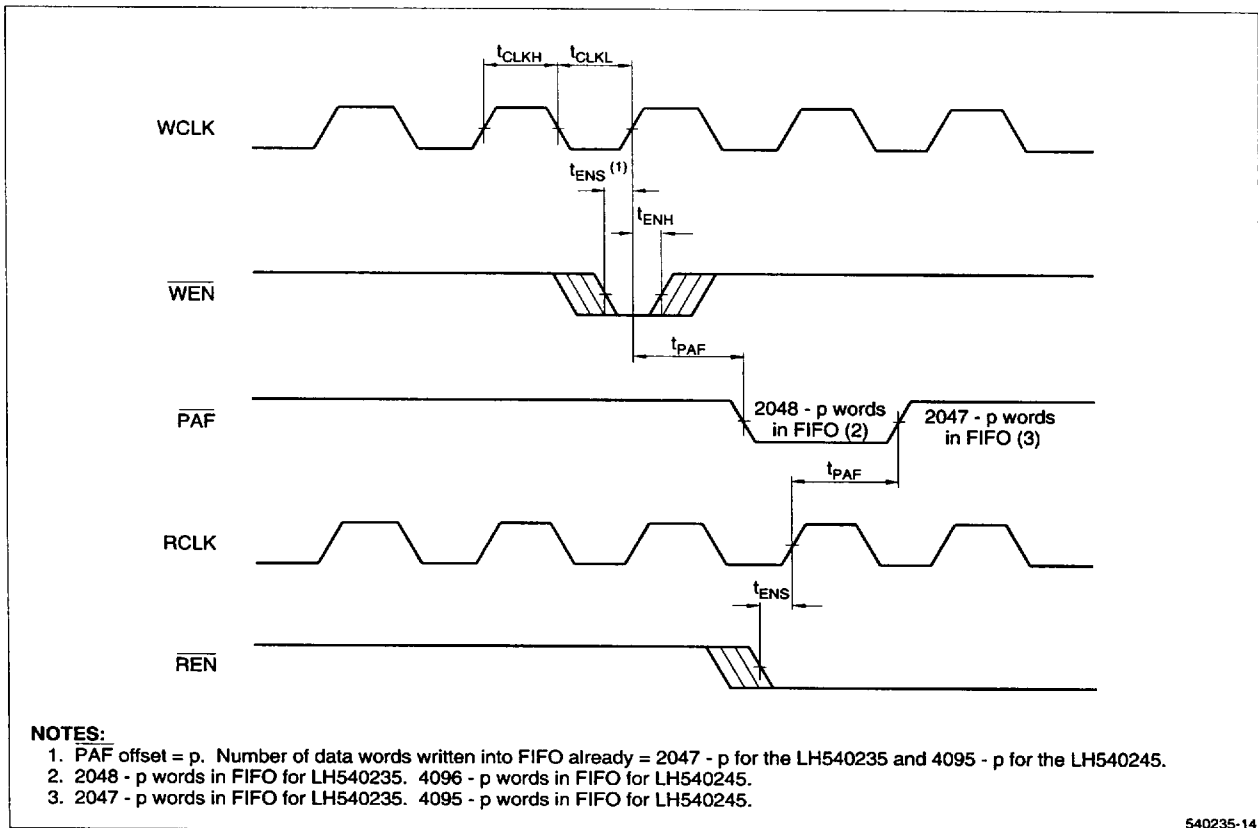 tCLKH tCLKL
WCLK
tENS (1)
tENH
WEN
tPAF
PAF
2048 - p words
in FIFO (2)
2047 - p words
in FIFO (3)
tPAF
RCLK
tENS
REN
NOTES:
1. PAF offset = p. Number of data words written into FIFO already = 2047 - p for the LH540235 and 4095 - p for the LH540245.
2. 2048 - p words in FIFO for LH540235. 4096 - p words in FIFO for LH540245.
3. 2047 - p words in FIFO for LH540235. 4095 - p words in FIFO for LH540245.
540235-14